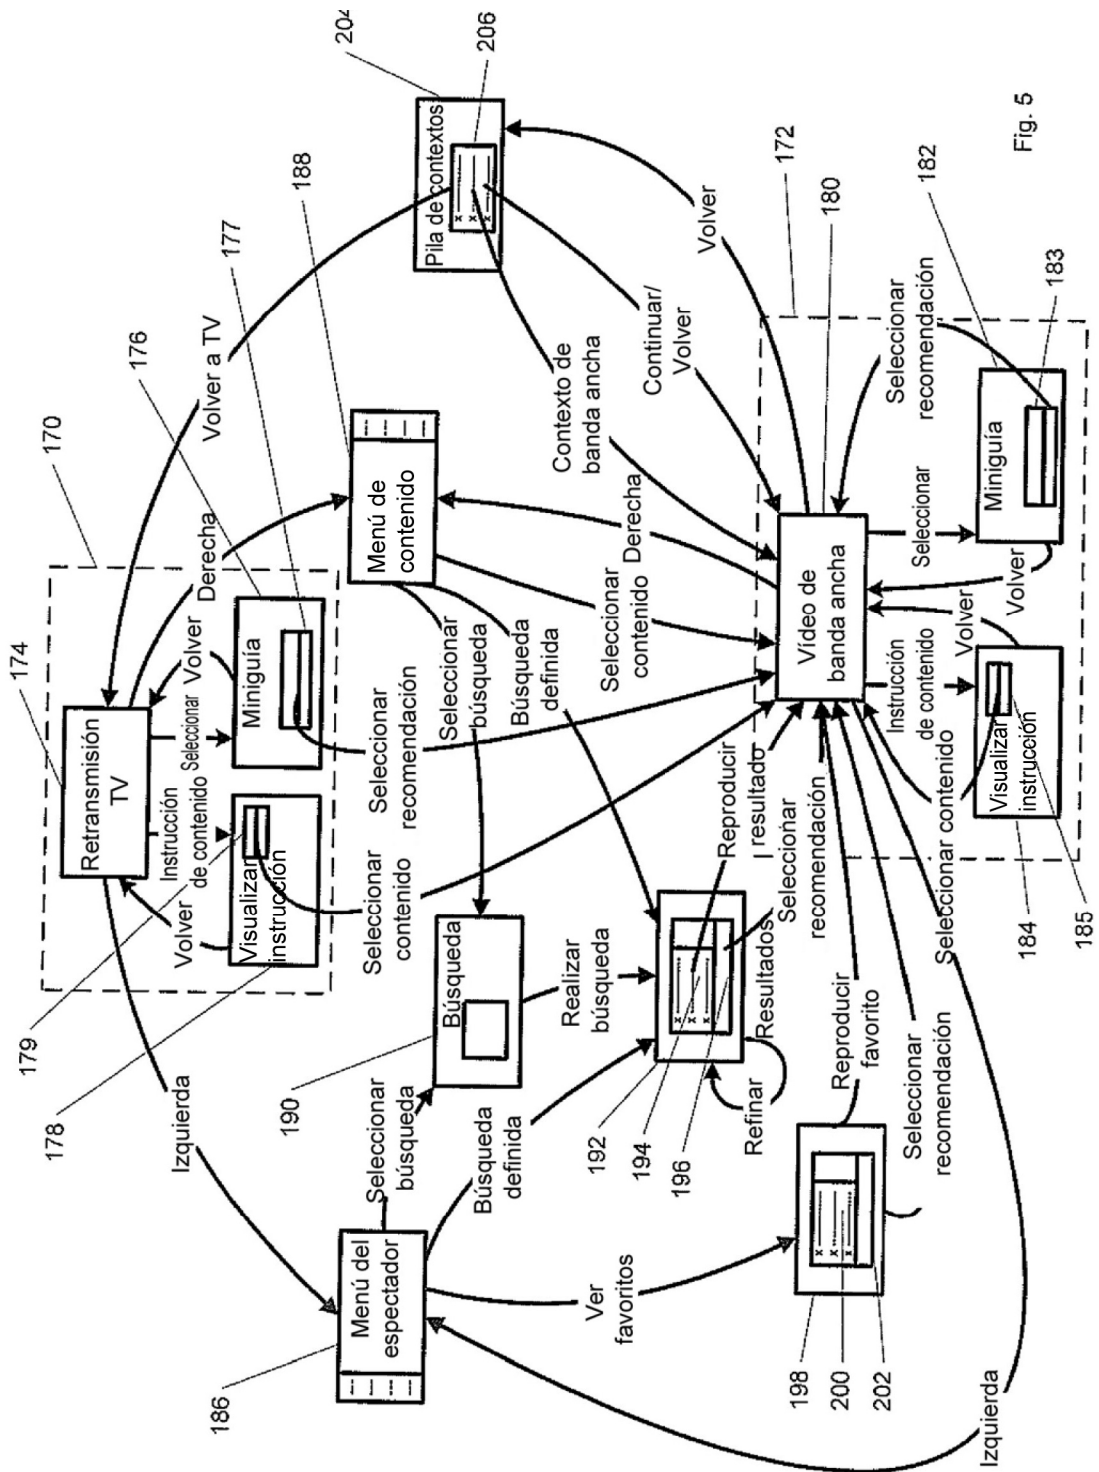 204
206
Pila de contextos
188
177
176
170
174
Volver a TV
Derecha
Retransmisión
TV
Volver
Seleccionar
Miniguía
Instrucción
de contenido
Volver
Visualizar
instrucción
179
178
Izquierda
Menú de
contenido
Seleccionar
búsqueda
Búsqueda
definida
Seleccionar
recomendación
Seleccionar
contenido
Contexto de
banda ancha
Continuar/
Volver
Volver
Derecha
Seleccionar
contenido
190
Búsqueda
Realizar
búsqueda
Seleccionar
búsqueda
Búsqueda
definida
Menú del
espectador
186
Ver
favoritos
192
194
196
Refinar
Resultados
Reproducir
resultado
Seleccionar
recomendación
Reproducir
favorito
Seleccionar
recomendación
198
200
202
Izquierda
172
180
182
183
Vídeo de
banda ancha
Seleccionar
recomendación
Seleccionar
Miniguía
Volver
Volver
Instrucción
de contenido
Visualizar
instrucción
Seleccionar contenido
184
185
Fig. 5